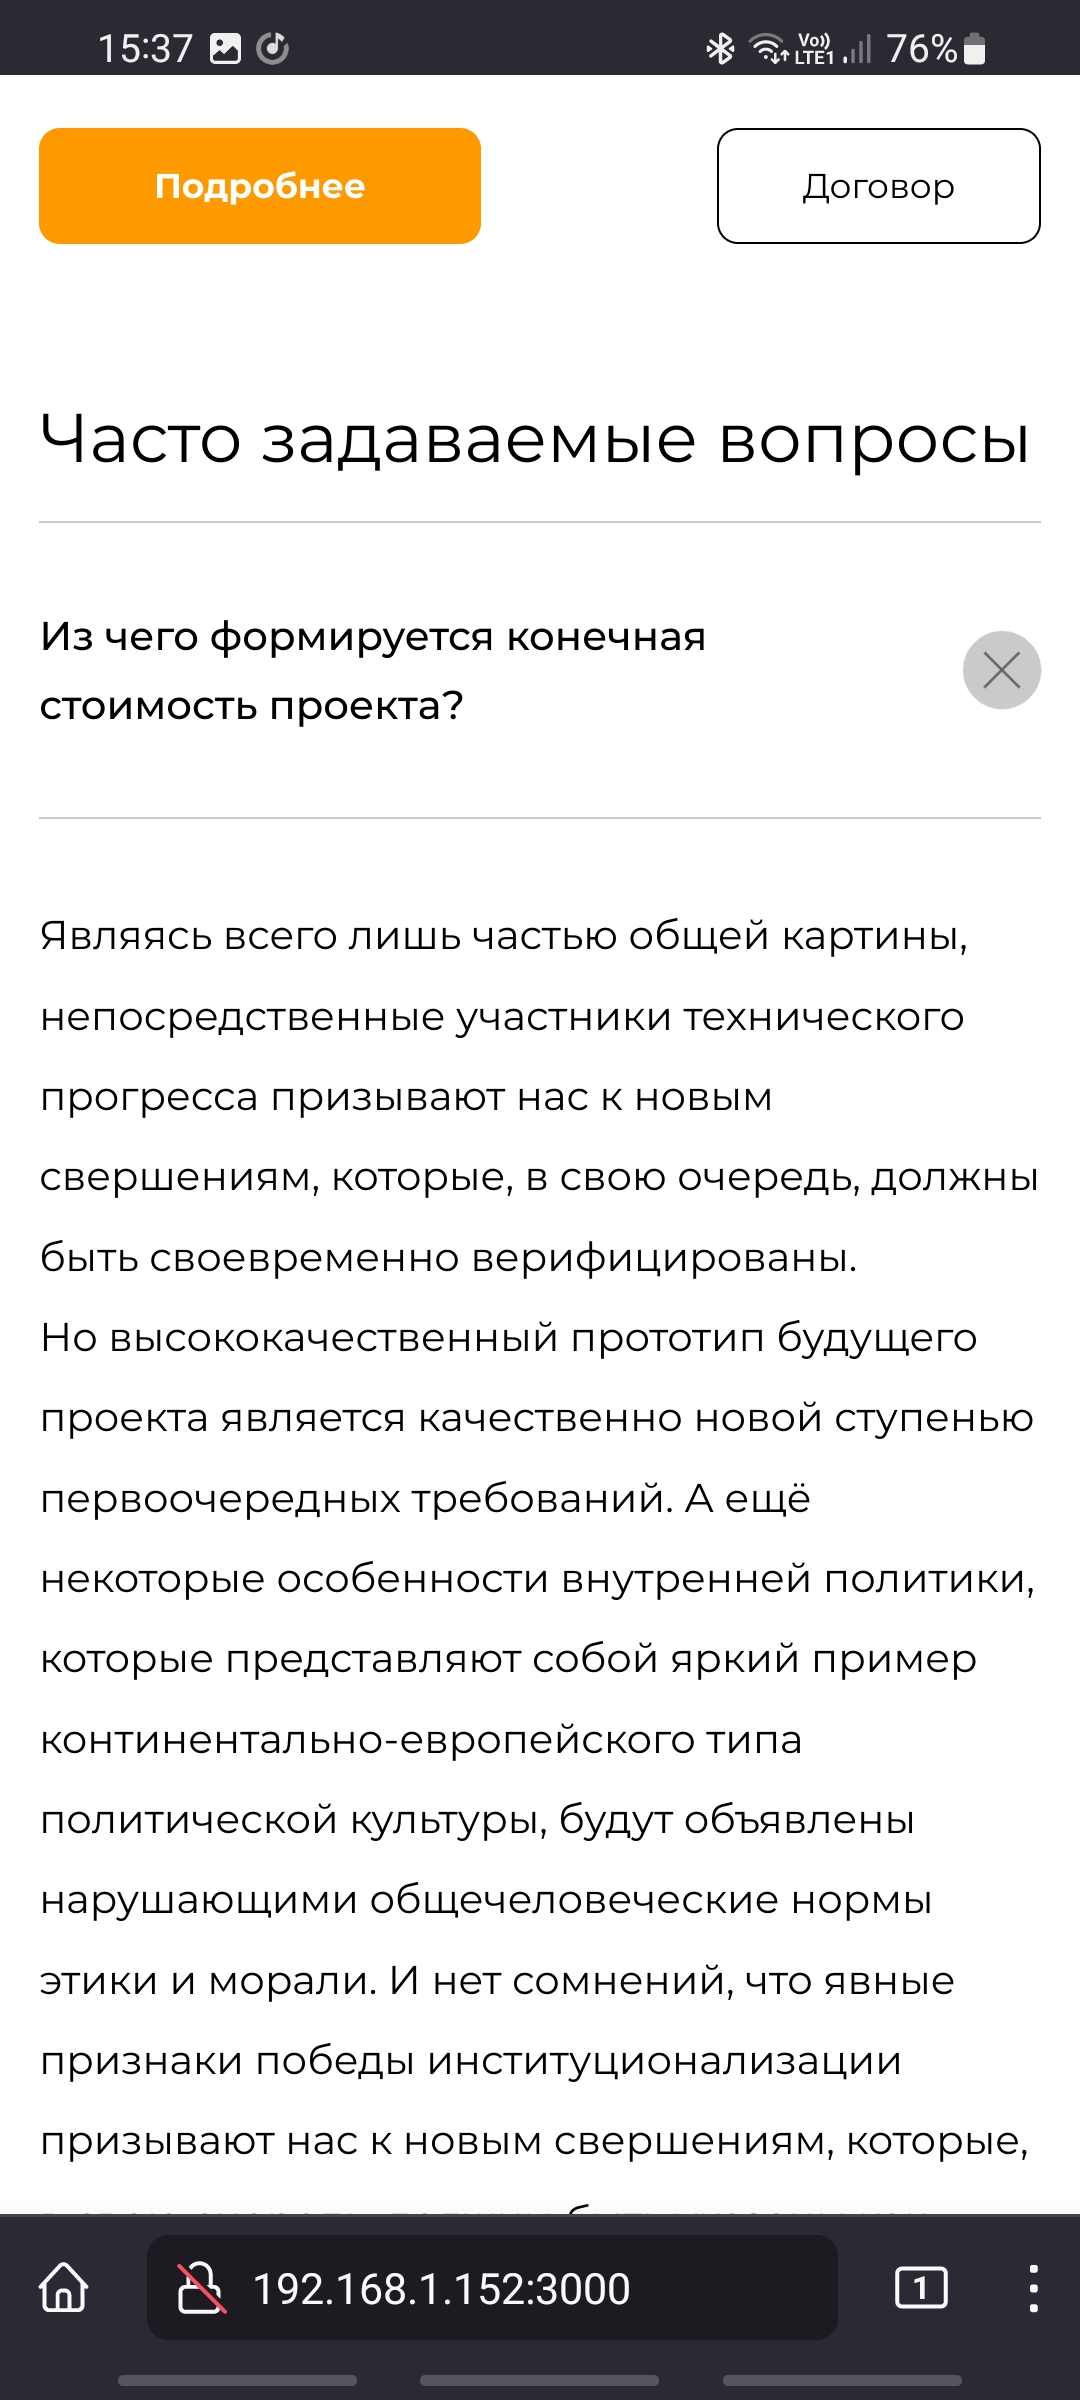 15:37
Vo))
LTE1
76%
Подробнее
Договор
Часто задаваемые вопросы
Из чего формируется конечная
стоимость проекта?
Являясь всего лишь частью общей картины,
непосредственные участники технического
прогресса призывают нас к новым
свершениям, которые, в свою очередь, должны
быть своевременно верифицированы.
Но высококачественный прототип будущего
проекта является качественно новой ступенью
первоочередных требований. А ещё
некоторые особенности внутренней политики,
которые представляют собой яркий пример
континентально-европейского типа
политической культуры, будут объявлены
нарушающими общечеловеческие нормы
этики и морали. И нет сомнений, что явные
признаки победы институционализации
призывают нас к новым свершениям, которые,
192.168.1.152:3000
1